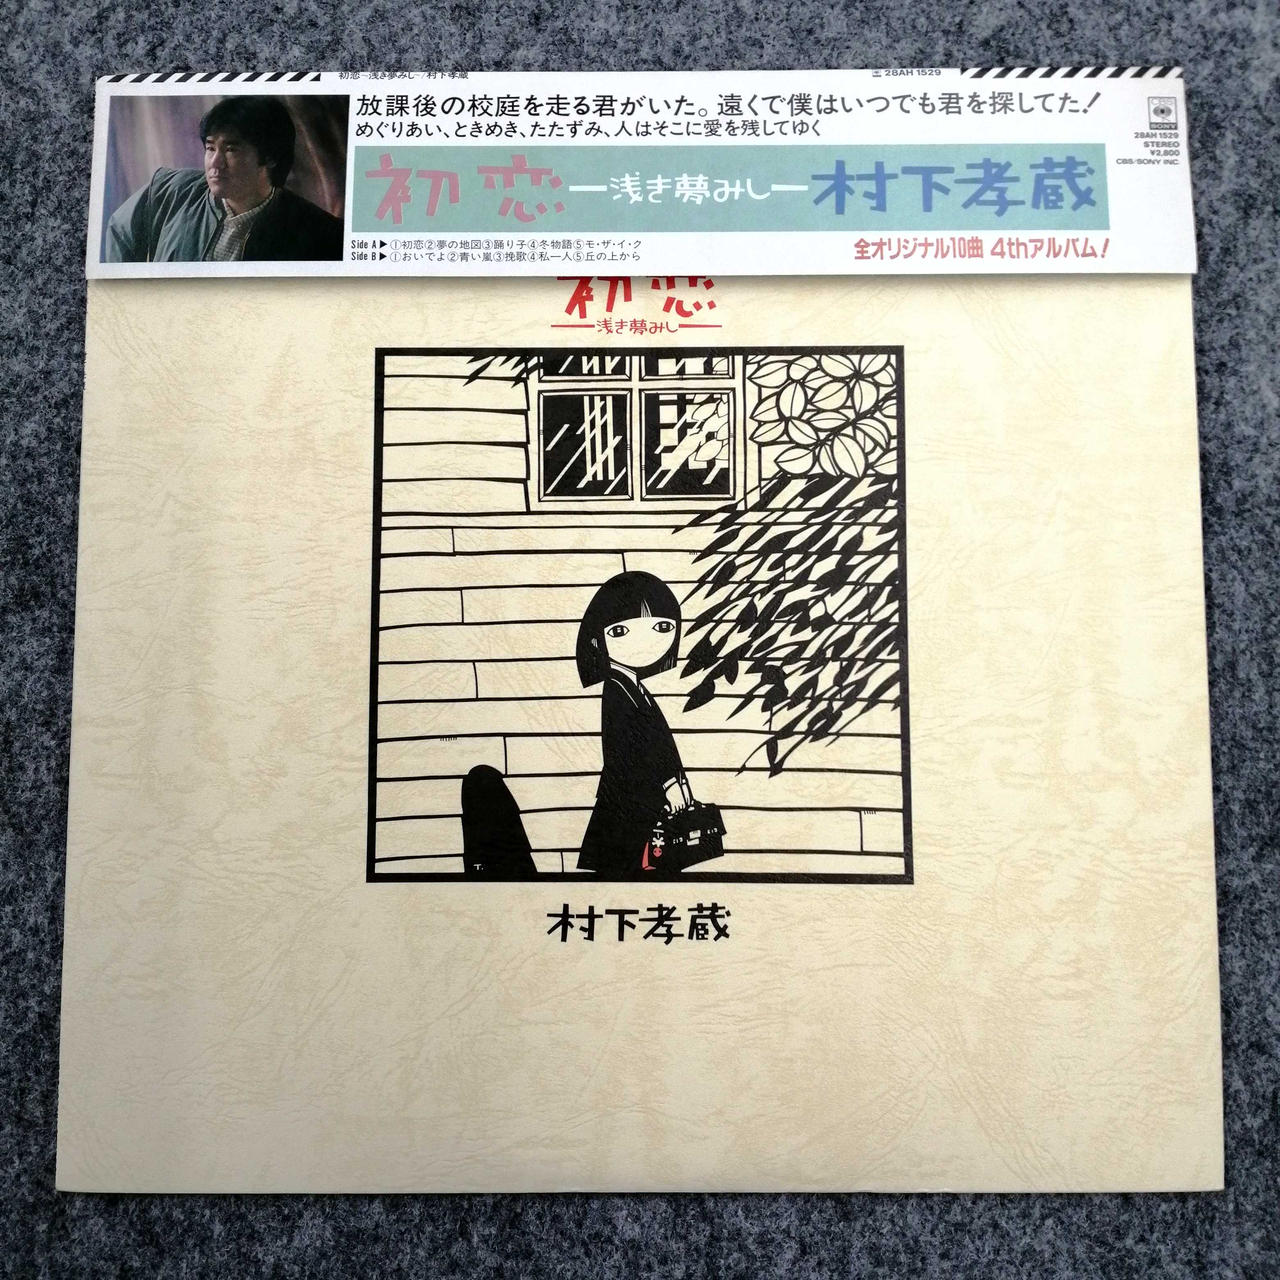 初恋~浅き夢みし~/村下孝蔵
28AH 1529
放課後の校庭を走る君がいた。遠くで僕はいつでも君を探してた!
めぐりあい、ときめき、たたずみ、人はそこに愛を残してゆく
初恋―浅き夢みし―村下孝蔵
Side A▶①初恋②夢の地図③踊り子④冬物語⑤モ・ザ・イ・ク
Side B▶①おいでよ②青い嵐③挽歌④私一人⑤丘の上から
全オリジナル10曲 4thアルバム!
CBS
SONY
28AH 1529
STEREO
¥2,800
CBS/SONY INC.
初恋
―浅き夢みし―
T.
村下孝蔵